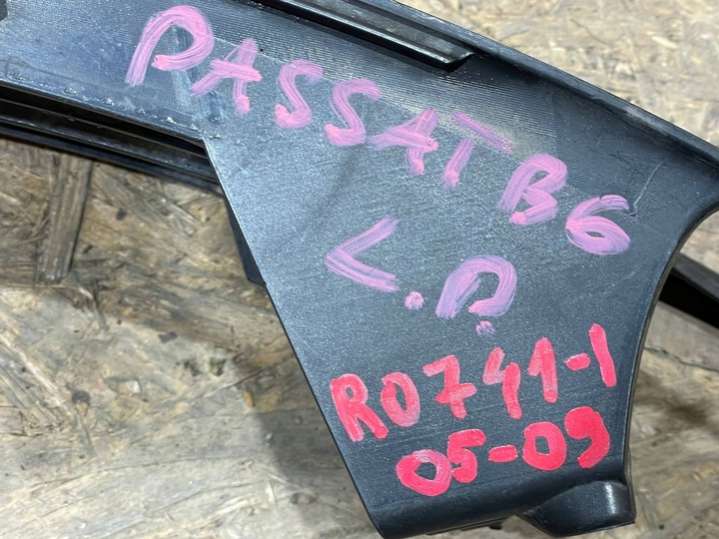 PASSAT B6
L.П.
R0741-1
05-09